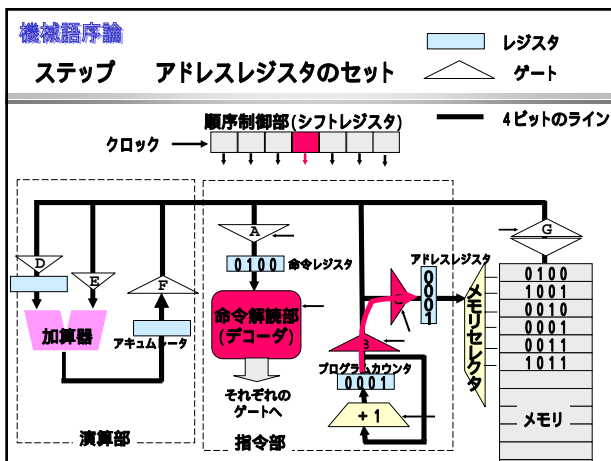 機械語序論
ステップ アドレスレジスタのセット
レジスタ
ゲート
4ビットのライン
順序制御部(シフトレジスタ)
クロック
A
G
D
E
F
0100
命令レジスタ
アドレスレジスタ
0001
C
B
命令解読部
(デコーダ)
加算器
アキュムレータ
プログラムカウンタ
0001
+1
それぞれの
ゲートへ
メモリセレクタ
0100
1001
0010
0001
0011
1011
メモリ
演算部
指令部